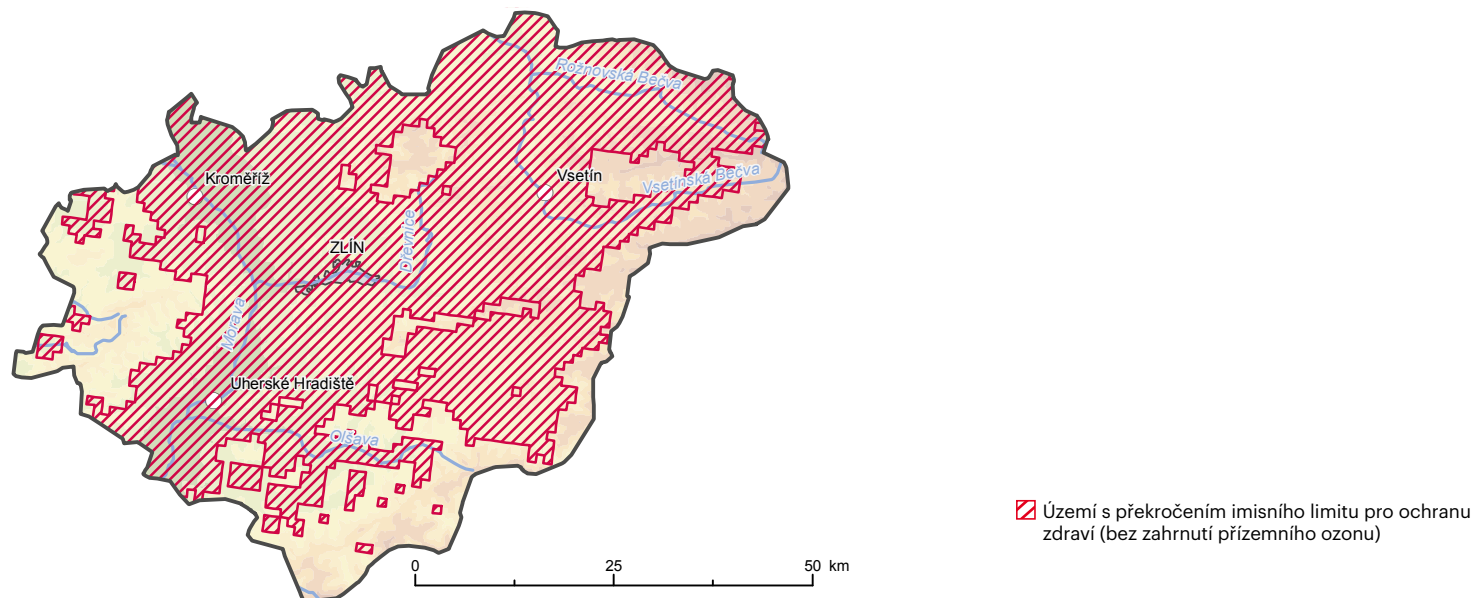 Rožnovská Bečva
Kroměříž
Vsetín
Vsetínská Bečva
Dřevnice
ZLÍN
Morava
Uherské Hradiště
Olšava
0 25 50 km
Území s překročením imisního limitu pro ochranu
zdraví (bez zahrnutí přízemního ozonu)